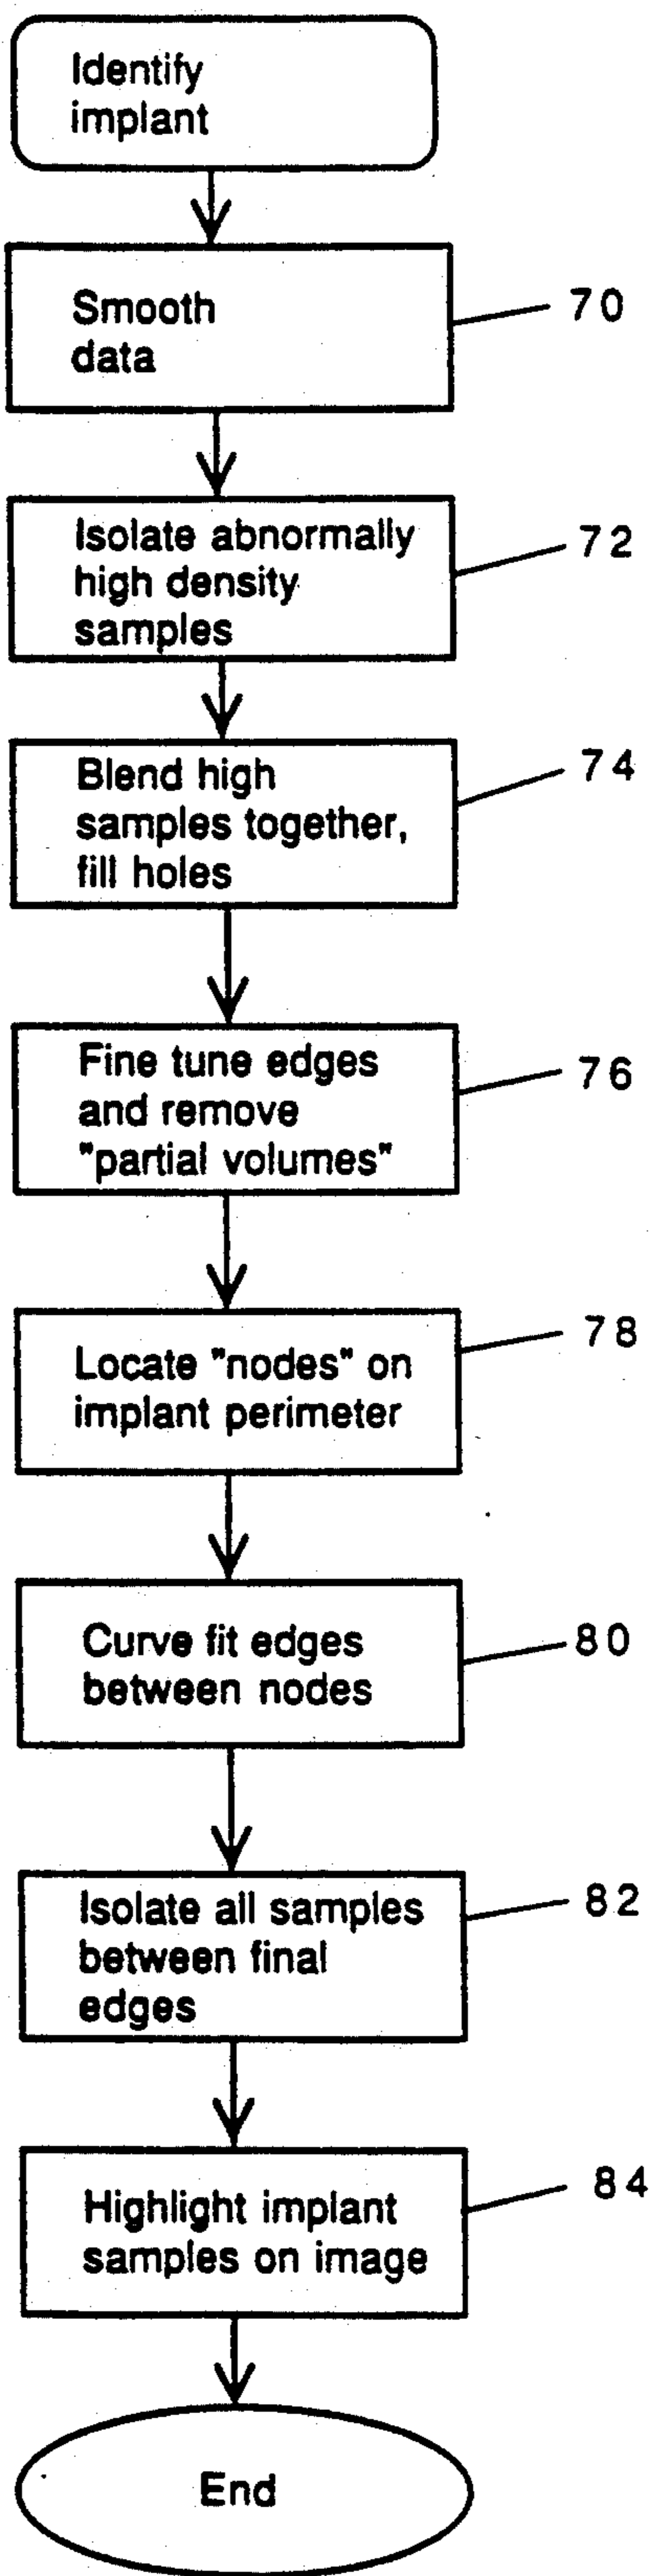 Identify
implant
Smooth
data
70
Isolate abnormally
high density
samples
72
Blend high
samples together,
fill holes
74
Fine tune edges
and remove
"partial volumes"
76
Locate "nodes" on
implant perimeter
78
Curve fit edges
between nodes
80
Isolate all samples
between final
edges
82
Highlight implant
samples on image
84
End